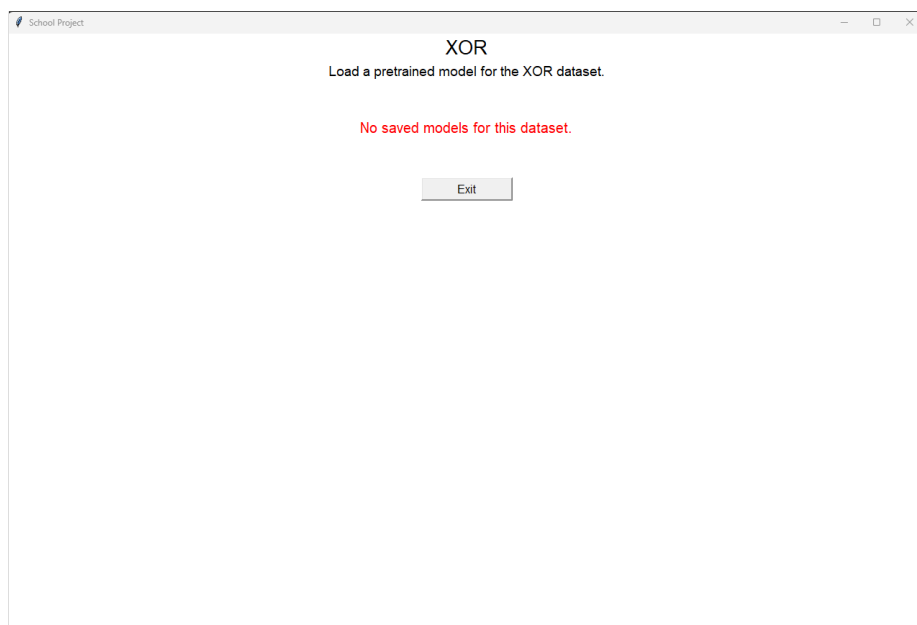 School Project
XOR
Load a pretrained model for the XOR dataset.
No saved models for this dataset.
Exit